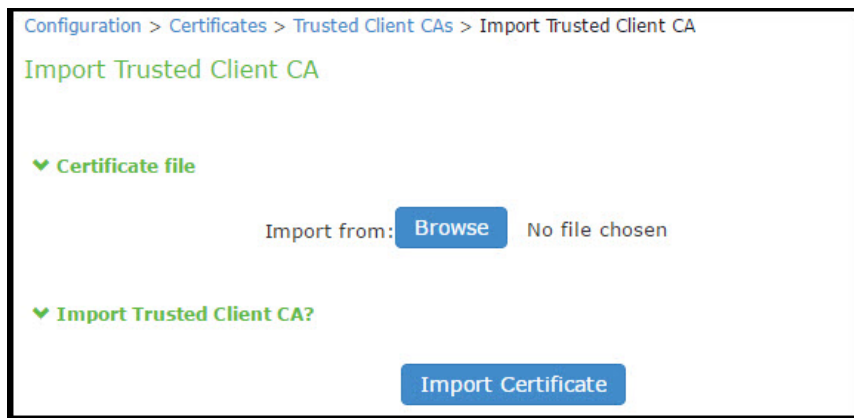 Configuration > Certificates > Trusted Client CAs > Import Trusted Client CA
Import Trusted Client CA
Certificate file
Import from: Browse No file chosen
Import Trusted Client CA?
Import Certificate